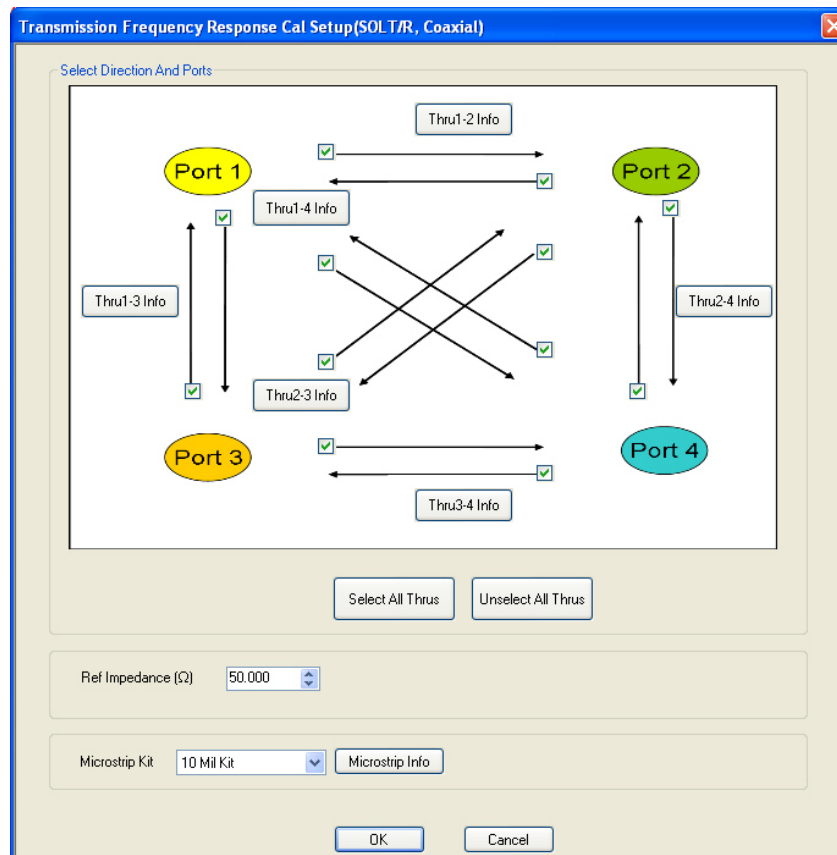 Transmission Frequency Response Cal Setup(SOLT/R, Coaxial)
Select Direction And Ports
Thru1-2 Info
Port 1
Port 2
Thru1-4 Info
Thru1-3 Info
Thru2-4 Info
Thru2-3 Info
Port 3
Port 4
Thru3-4 Info
Select All Thrus
Unselect All Thrus
Ref Impedance (Ω)
50.000
Microstrip Kit
10 Mil Kit
Microstrip Info
OK
Cancel